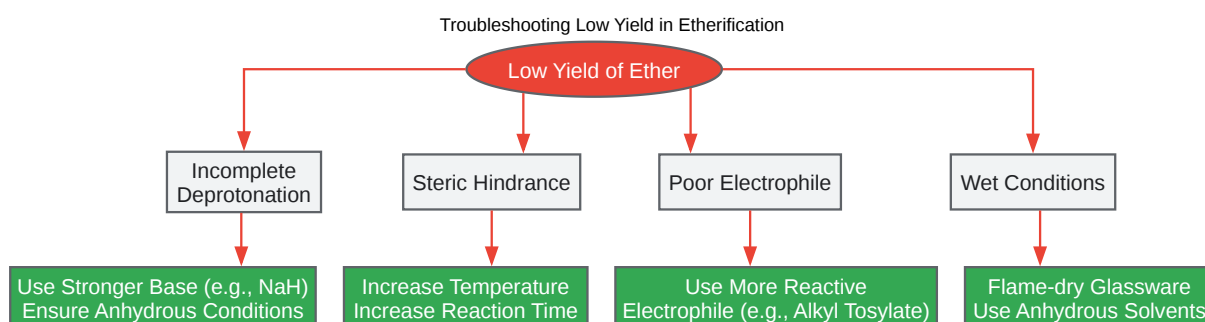 Troubleshooting Low Yield in Etherification
Low Yield of Ether
Incomplete
Deprotonation
Steric Hindrance
Poor Electrophile
Wet Conditions
Use Stronger Base (e.g., NaH)
Ensure Anhydrous Conditions
Increase Temperature
Increase Reaction Time
Use More Reactive
Electrophile (e.g., Alkyl Tosylate)
Flame-dry Glassware
Use Anhydrous Solvents